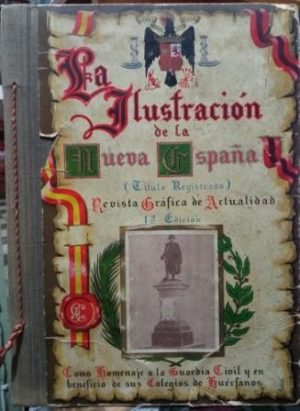 La
Ilustración
de la
Nueva España
(Título Registrado)
Revista Gráfica de Actualidad
1ª Edición
Como Homenaje a la Guardia Civil y en
beneficio de sus Colegios de Huérfanos